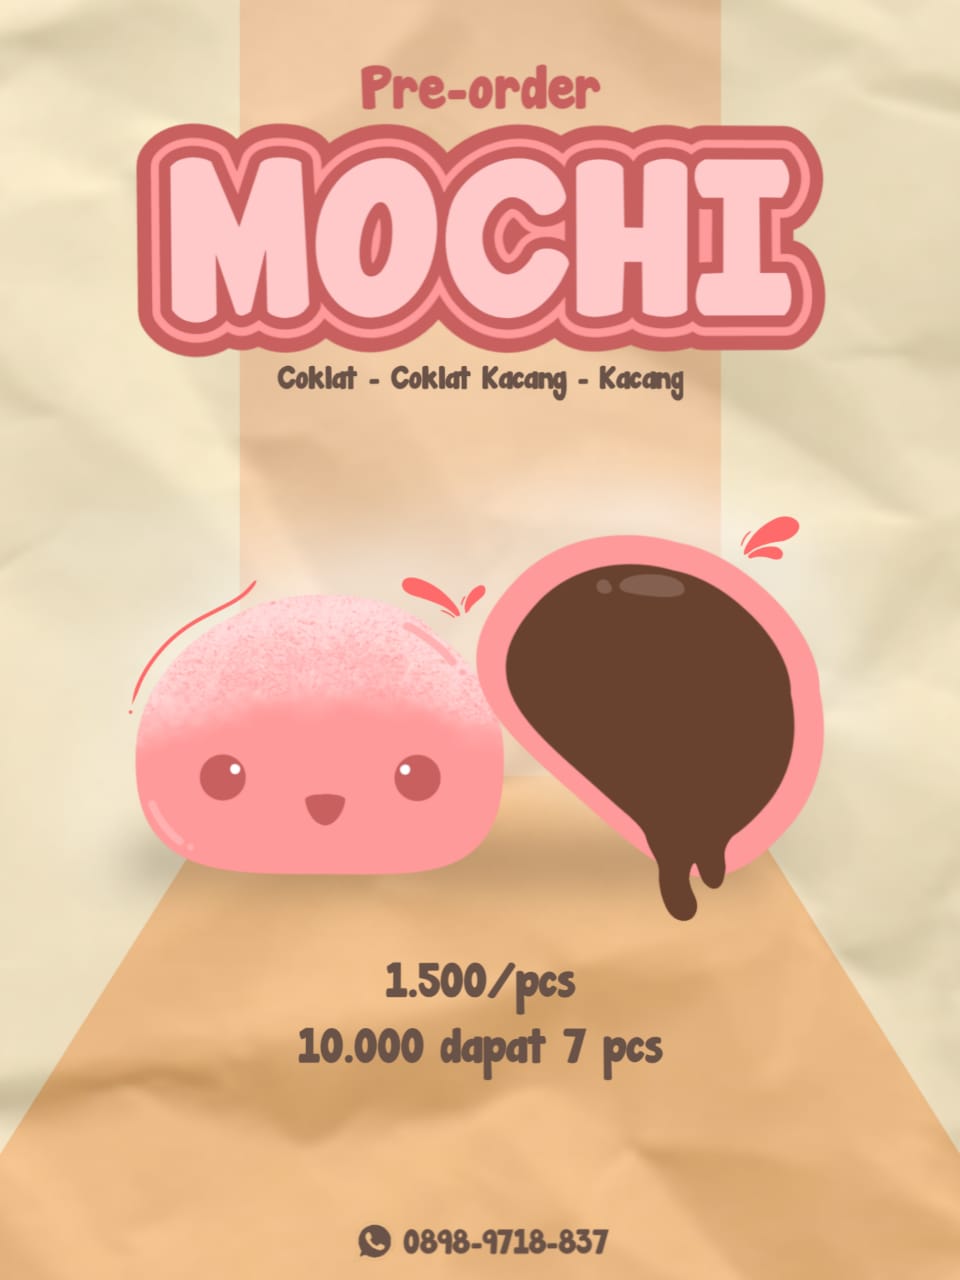 Pre-order
MOCHI
Coklat - Coklat Kacang - Kacang
1.500/pcs
10.000 dapat 7 pcs
0898-9718-837